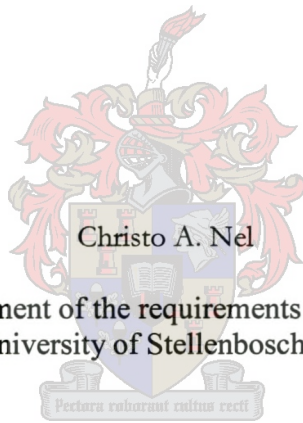 Christo A. Nel
ment of the requirements
niversity of Stellenbosch
Pectora roborant cultus recti